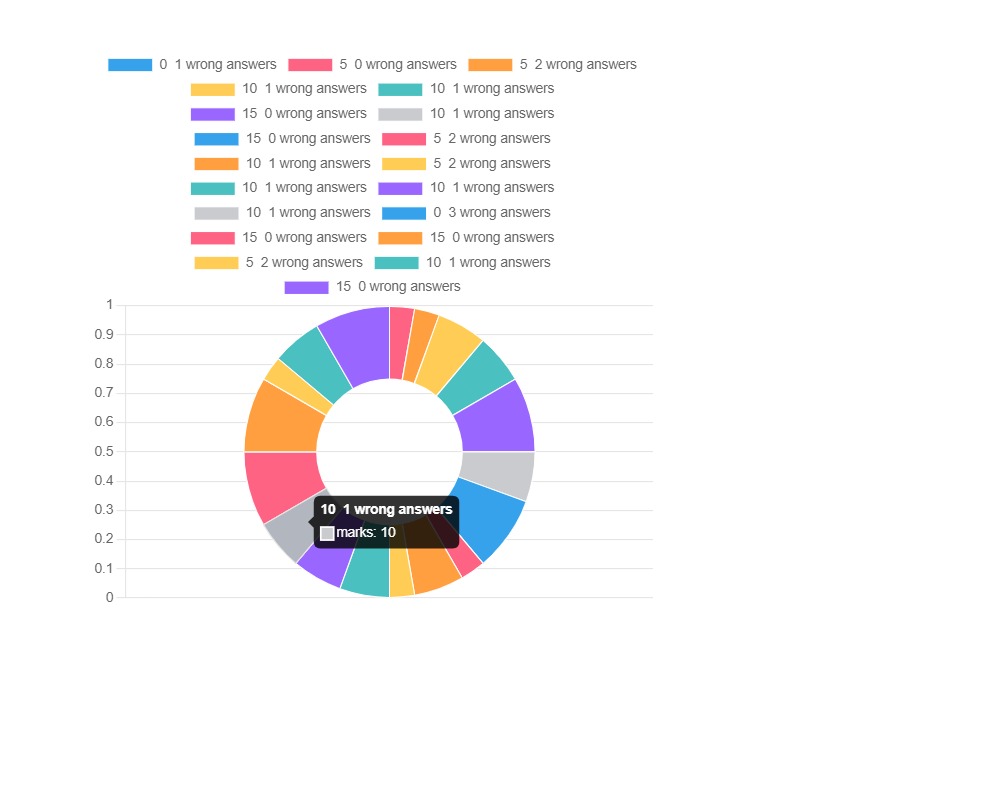 0 1 wrong answers 5 0 wrong answers 5 2 wrong answers
10 1 wrong answers 10 1 wrong answers
15 0 wrong answers 10 1 wrong answers
15 0 wrong answers 5 2 wrong answers
10 1 wrong answers 5 2 wrong answers
10 1 wrong answers 10 1 wrong answers
10 1 wrong answers 0 3 wrong answers
15 0 wrong answers 15 0 wrong answers
5 2 wrong answers 10 1 wrong answers
15 0 wrong answers
1
0.9
0.8
0.7
0.6
0.5
0.4
0.3
0.2
0.1
0
10 1 wrong answers
marks: 10